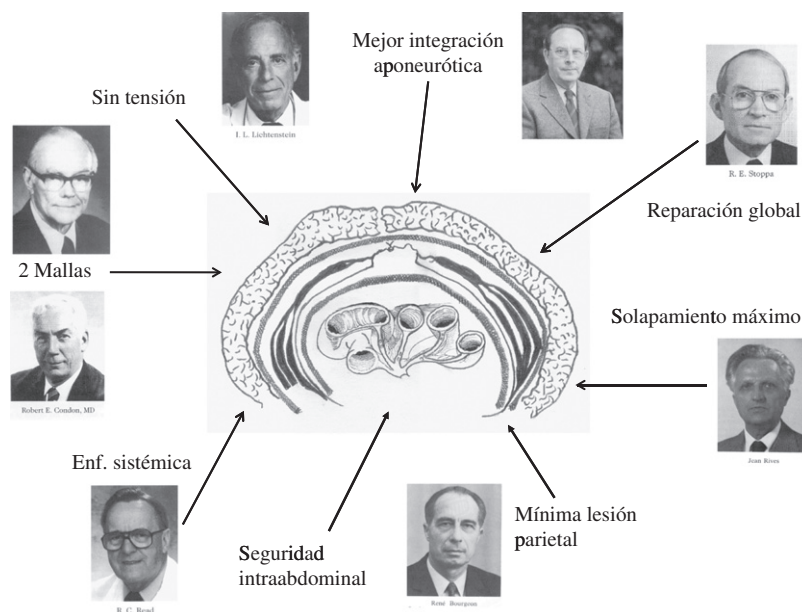 Mejor integración
aponeurótica
Sin tensión
I. L. Lichtenstein
R. E. Stoppa
Reparación global
2 Mallas
Solapamiento máximo
Robert E. Condon, MD
Jean Rives
Enf. sistémica
Mínima lesión
parietal
Seguridad
intraabdominal
R. C. Read
René Bourgeon